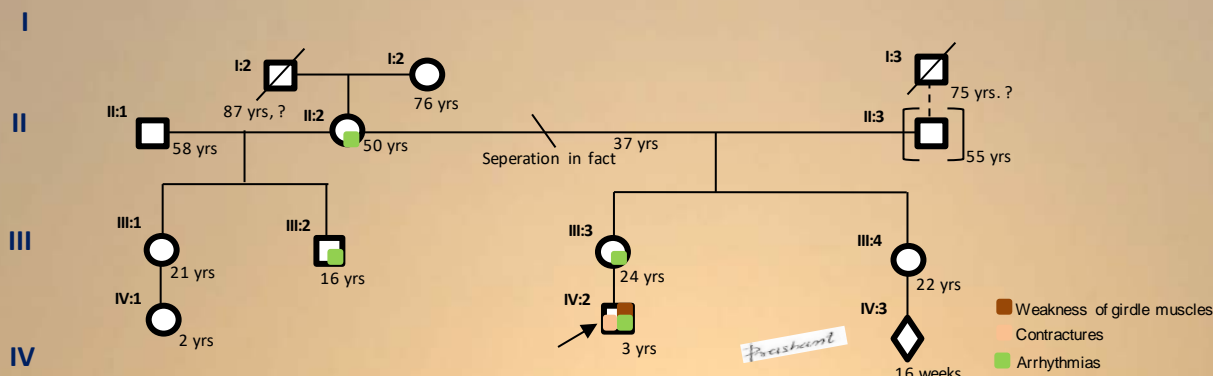 I
I:2
I:2
I:3
87 yrs, ?
76 yrs
75 yrs. ?
II
II:1
II:2
II:3
58 yrs
50 yrs
Seperation in fact
37 yrs
55 yrs
III
III:1
III:2
III:3
III:4
21 yrs
16 yrs
24 yrs
22 yrs
IV:1
IV:2
IV:3
2 yrs
3 yrs
16 weeks
Prashant
IV
Weakness of girdle muscles
Contractures
Arrhythmias